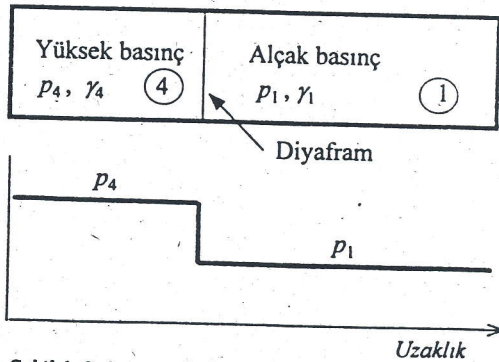 Yüksek basınç
p₄, γ₄ 4
Alçak basınç
p₁, γ₁ 1
Diyafram
p₄
p₁
Uzaklık